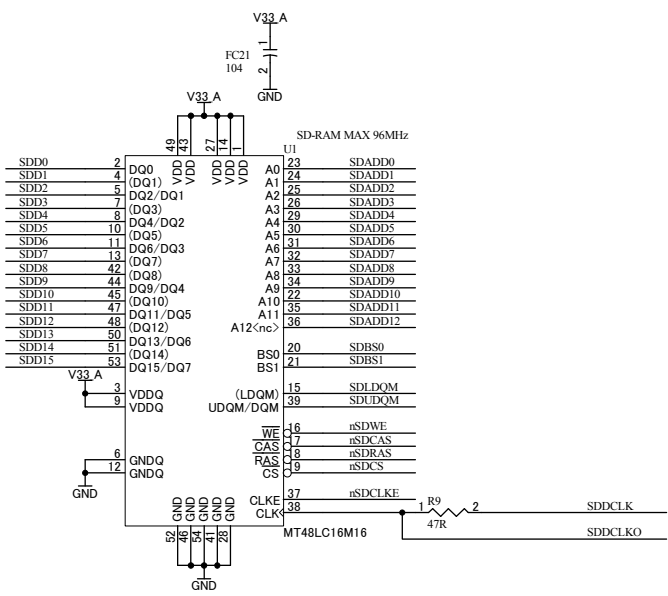 V33_A
1
FC21
104
2
GND
V33_A
49 43 27 14 1
VDD VDD VDD VDD VDD
SD-RAM MAX 96MHz
U1
SDD0 2 DQ0 A0 23 SDADD0
SDD1 4 (DQ1) A1 24 SDADD1
SDD2 5 DQ2/DQ1 A2 25 SDADD2
SDD3 7 (DQ3) A3 26 SDADD3
SDD4 8 DQ4/DQ2 A4 29 SDADD4
SDD5 10 (DQ5) A5 30 SDADD5
SDD6 11 DQ6/DQ3 A6 31 SDADD6
SDD7 13 (DQ7) A7 32 SDADD7
SDD8 42 (DQ8) A8 33 SDADD8
SDD9 44 DQ9/DQ4 A9 34 SDADD9
SDD10 45 (DQ10) A10 22 SDADD10
SDD11 47 DQ11/DQ5 A11 35 SDADD11
SDD12 48 (DQ12) A12<nc> 36 SDADD12
SDD13 50 DQ13/DQ6
SDD14 51 (DQ14) BS0 20 SDBS0
SDD15 53 DQ15/DQ7 BS1 21 SDBS1
V33_A
3 VDDQ (LDQM) 15 SDLDQM
9 VDDQ UDQM/DQM 39 SDUDQM
WE 16 nSDWE
CAS 17 nSDCAS
6 GNDQ RAS 18 nSDRAS
12 GNDQ CS 19 nSDCS
GND
CLKE 37 nSDCLKE
CLK 38 1 R9 2 SDDCLK
47R
SDDCLKO
GND GND GND GND GND
52 46 54 41 28
MT48LC16M16
GND